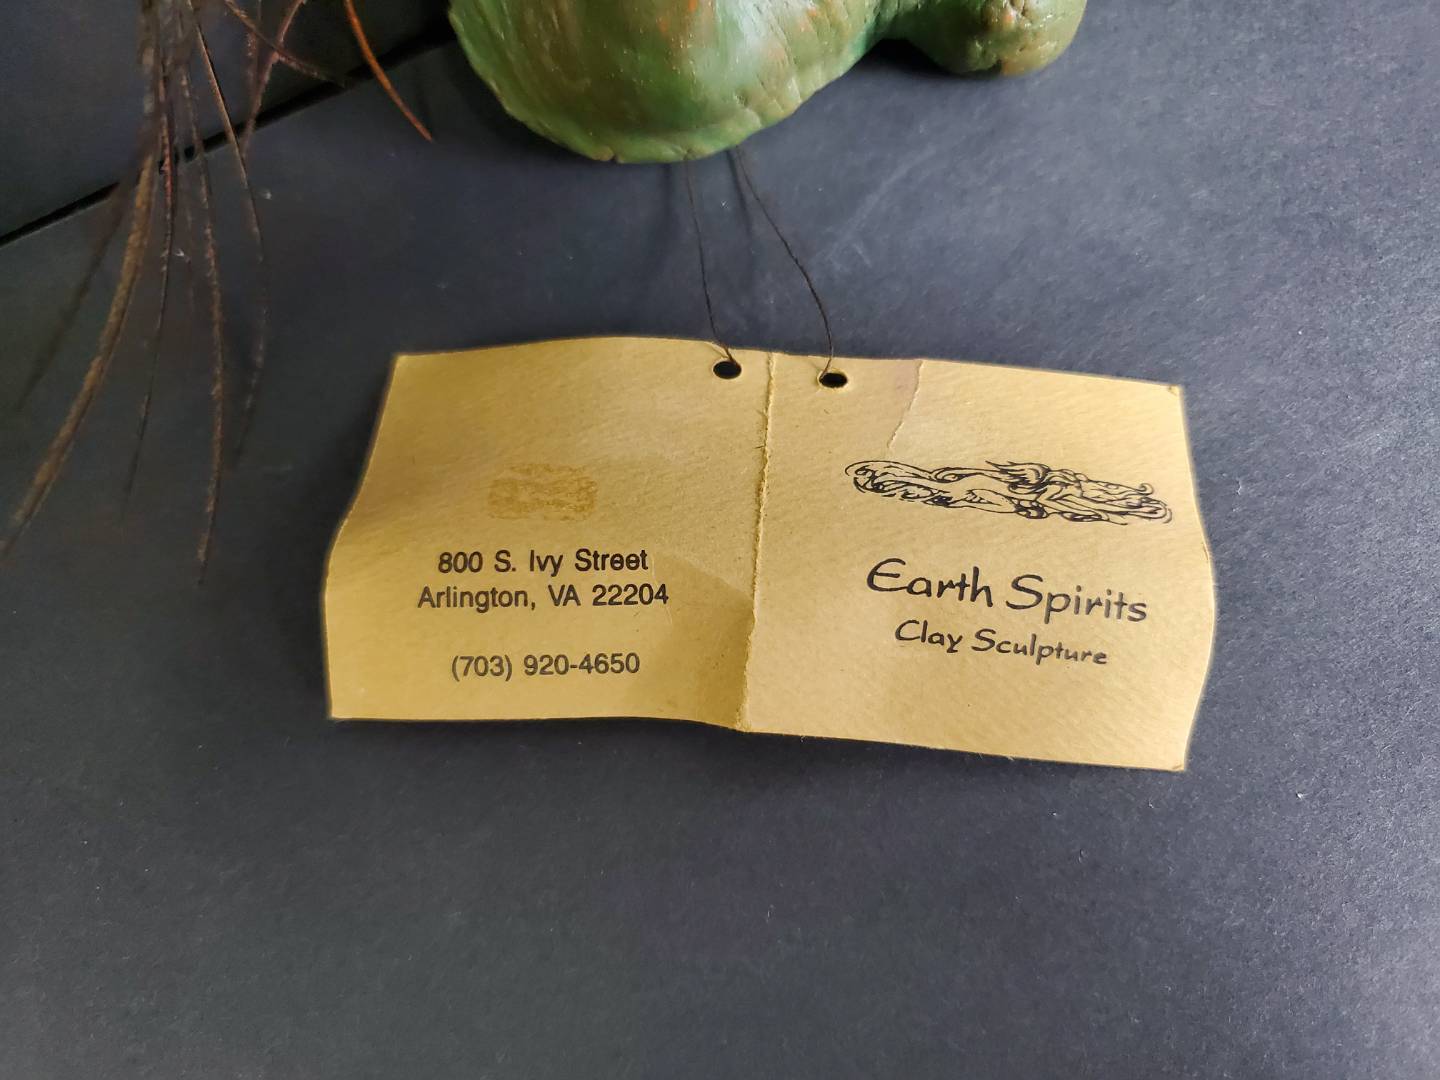 800 S. Ivy Street
Arlington, VA 22204
(703) 920-4650
Earth Spirits
Clay Sculpture